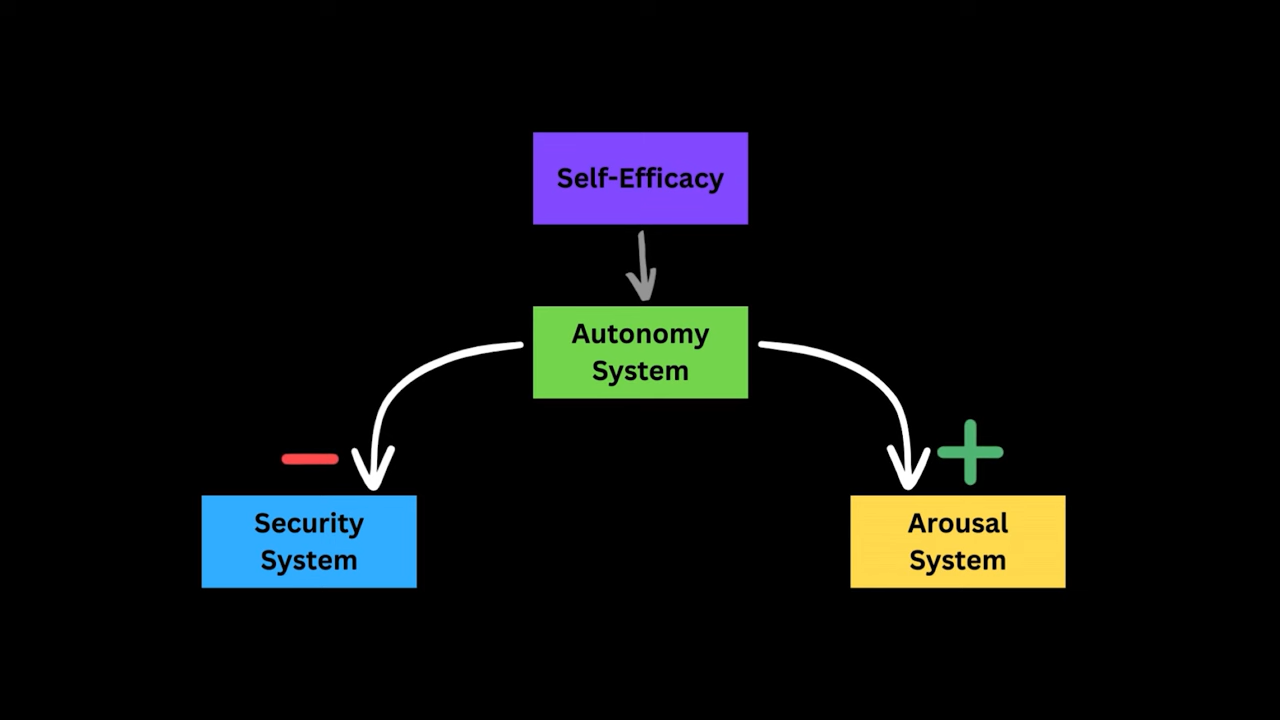 Self-Efficacy
Autonomy
System
Security
System
Arousal
System